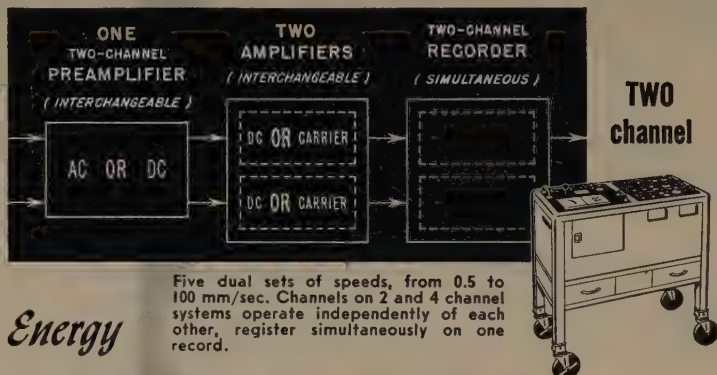 ONE
TWO-CHANNEL
PREAMPLIFIER
( INTERCHANGEABLE )
AC OR DC
TWO
AMPLIFIERS
( INTERCHANGEABLE )
DC OR CARRIER
DC OR CARRIER
TWO-CHANNEL
RECORDER
( SIMULTANEOUS )
TWO
channel
Five dual sets of speeds, from 0.5 to
100 mm/sec. Channels on 2 and 4 channel
systems operate independently of each
other, register simultaneously on one
record.
Energy